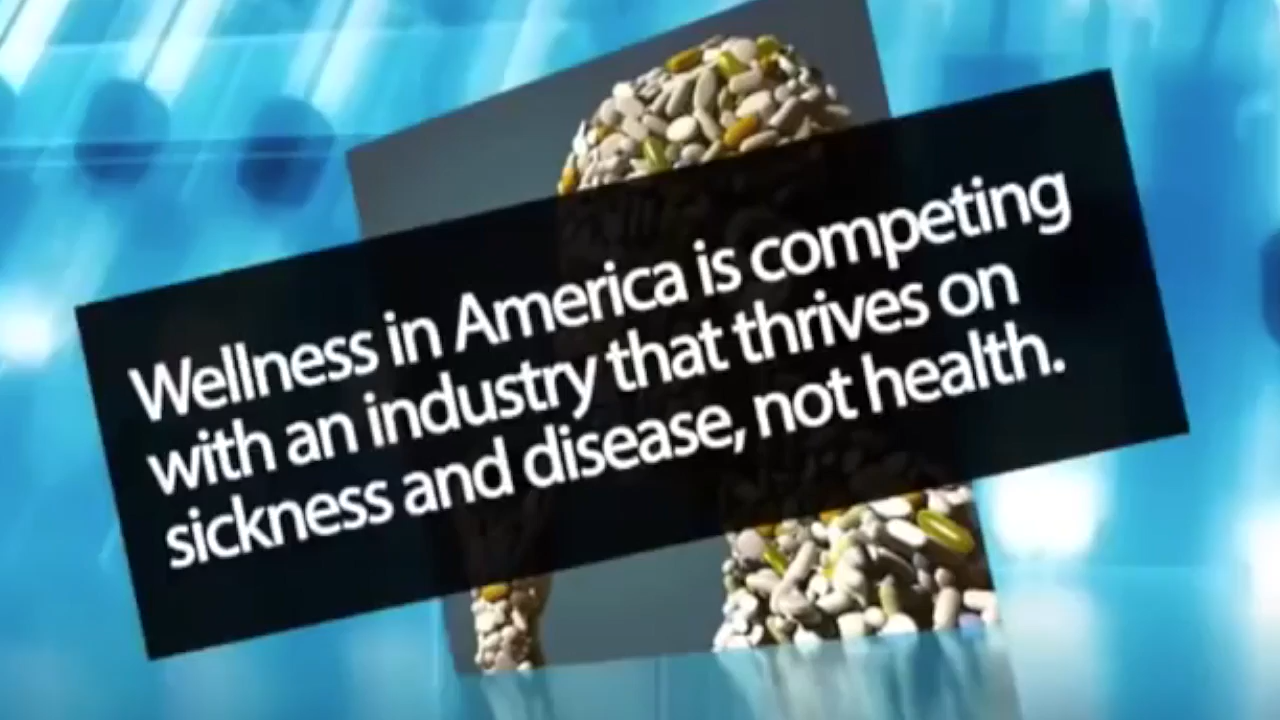 Wellness in America is competing
with an industry that thrives on
sickness and disease, not health.